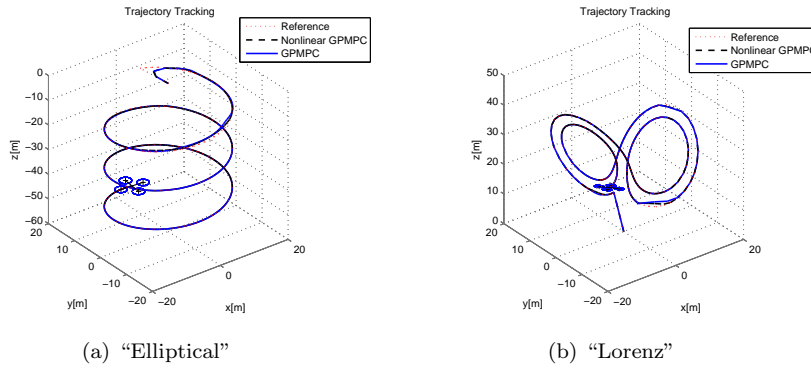 Trajectory Tracking
Reference
Nonlinear GPMPC
GPMPC
0
−10
−20
−30
−40
−50
−60
z[m]
20
10
0
−10
−20
y[m]
−20
0
20
x[m]
(a) “Elliptical”
Trajectory Tracking
Reference
Nonlinear GPMPC
GPMPC
50
40
30
20
10
0
z[m]
20
10
0
−10
−20
y[m]
−20
0
20
x[m]
(b) “Lorenz”